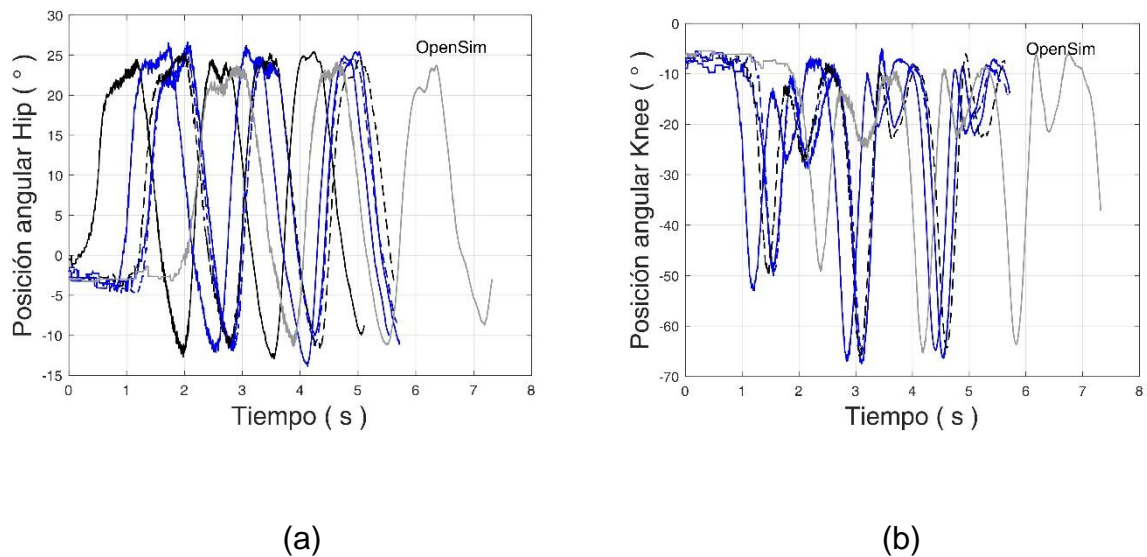 30
25
20
15
10
5
0
-5
-10
-15
0 1 2 3 4 5 6 7 8
Posición angular Hip ( ° )
Tiempo ( s )
OpenSim
(a)
0
-10
-20
-30
-40
-50
-60
-70
0 1 2 3 4 5 6 7 8
Posición angular Knee ( ° )
Tiempo ( s )
OpenSim
(b)